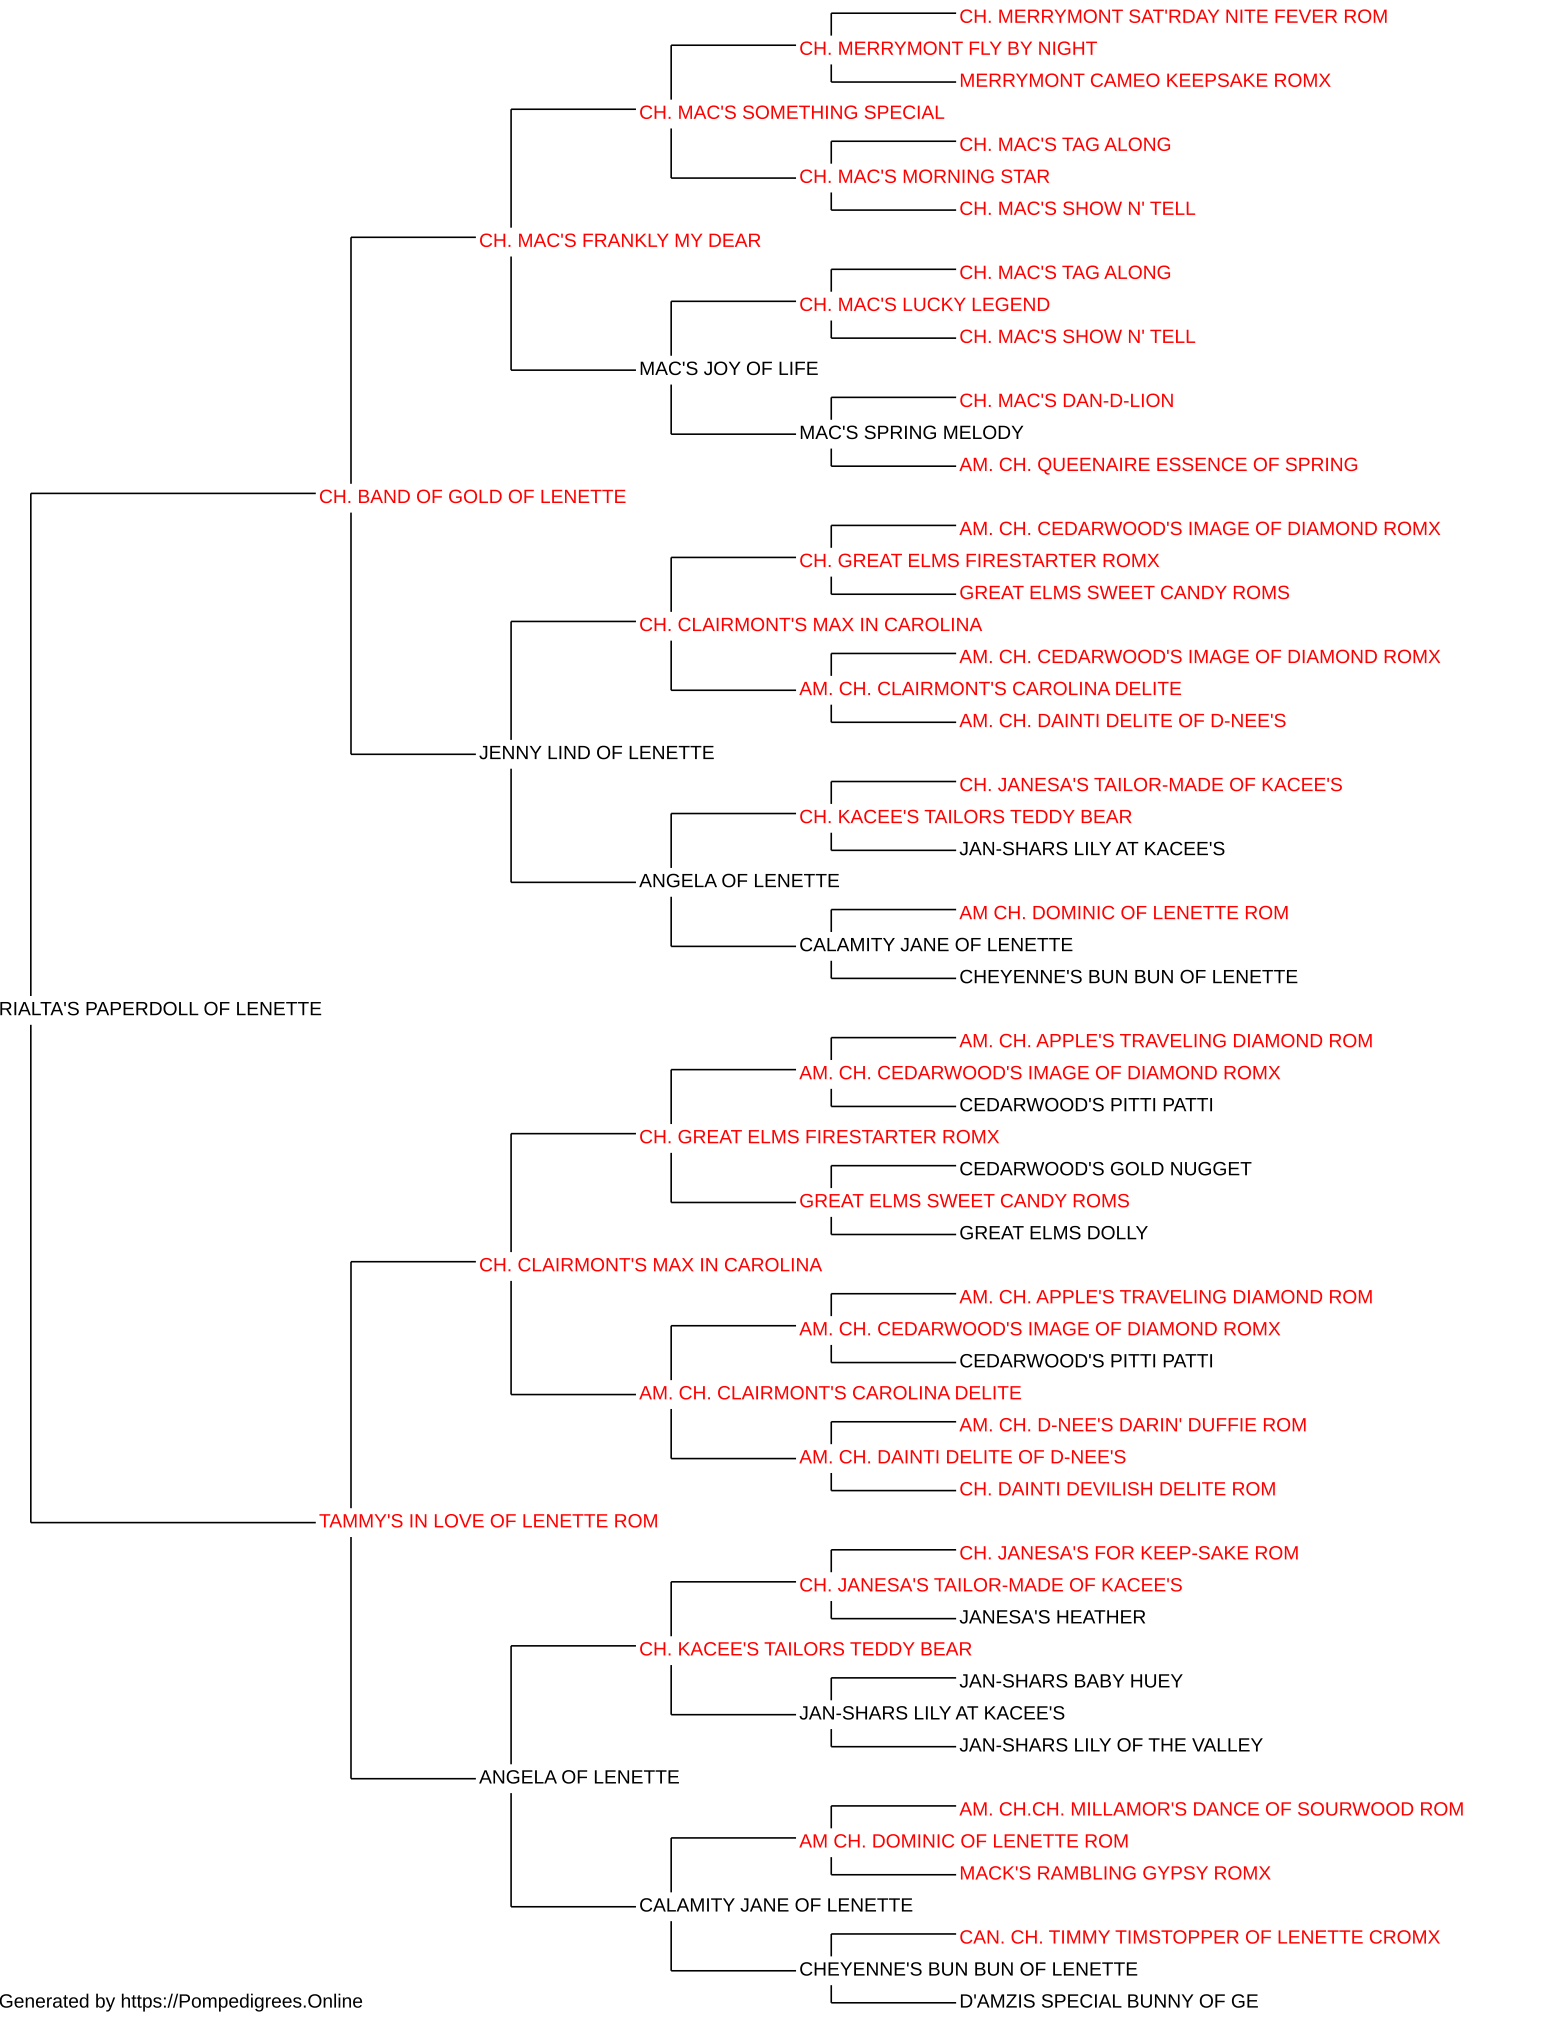 CH. MERRYMONT SAT'RDAY NITE FEVER ROM
CH. MERRYMONT FLY BY NIGHT
MERRYMONT CAMEO KEEPSAKE ROMX
CH. MAC'S SOMETHING SPECIAL
CH. MAC'S TAG ALONG
CH. MAC'S MORNING STAR
CH. MAC'S SHOW N' TELL
CH. MAC'S FRANKLY MY DEAR
CH. MAC'S TAG ALONG
CH. MAC'S LUCKY LEGEND
CH. MAC'S SHOW N' TELL
MAC'S JOY OF LIFE
CH. MAC'S DAN-D-LION
MAC'S SPRING MELODY
AM. CH. QUEENAIRE ESSENCE OF SPRING
CH. BAND OF GOLD OF LENETTE
AM. CH. CEDARWOOD'S IMAGE OF DIAMOND ROMX
CH. GREAT ELMS FIRESTARTER ROMX
GREAT ELMS SWEET CANDY ROMS
CH. CLAIRMONT'S MAX IN CAROLINA
AM. CH. CEDARWOOD'S IMAGE OF DIAMOND ROMX
AM. CH. CLAIRMONT'S CAROLINA DELITE
AM. CH. DAINTI DELITE OF D-NEE'S
JENNY LIND OF LENETTE
CH. JANESA'S TAILOR-MADE OF KACEE'S
CH. KACEE'S TAILORS TEDDY BEAR
JAN-SHARS LILY AT KACEE'S
ANGELA OF LENETTE
AM CH. DOMINIC OF LENETTE ROM
CALAMITY JANE OF LENETTE
CHEYENNE'S BUN BUN OF LENETTE
RIALTA'S PAPERDOLL OF LENETTE
AM. CH. APPLE'S TRAVELING DIAMOND ROM
AM. CH. CEDARWOOD'S IMAGE OF DIAMOND ROMX
CEDARWOOD'S PITTI PATTI
CH. GREAT ELMS FIRESTARTER ROMX
CEDARWOOD'S GOLD NUGGET
GREAT ELMS SWEET CANDY ROMS
GREAT ELMS DOLLY
CH. CLAIRMONT'S MAX IN CAROLINA
AM. CH. APPLE'S TRAVELING DIAMOND ROM
AM. CH. CEDARWOOD'S IMAGE OF DIAMOND ROMX
CEDARWOOD'S PITTI PATTI
AM. CH. CLAIRMONT'S CAROLINA DELITE
AM. CH. D-NEE'S DARIN' DUFFIE ROM
AM. CH. DAINTI DELITE OF D-NEE'S
CH. DAINTI DEVILISH DELITE ROM
TAMMY'S IN LOVE OF LENETTE ROM
CH. JANESA'S FOR KEEP-SAKE ROM
CH. JANESA'S TAILOR-MADE OF KACEE'S
JANESA'S HEATHER
CH. KACEE'S TAILORS TEDDY BEAR
JAN-SHARS BABY HUEY
JAN-SHARS LILY AT KACEE'S
JAN-SHARS LILY OF THE VALLEY
ANGELA OF LENETTE
AM. CH.CH. MILLAMOR'S DANCE OF SOURWOOD ROM
AM CH. DOMINIC OF LENETTE ROM
MACK'S RAMBLING GYPSY ROMX
CALAMITY JANE OF LENETTE
CAN. CH. TIMMY TIMSTOPPER OF LENETTE CROMX
CHEYENNE'S BUN BUN OF LENETTE
D'AMZIS SPECIAL BUNNY OF GE
Generated by https://Pompedigrees.Online